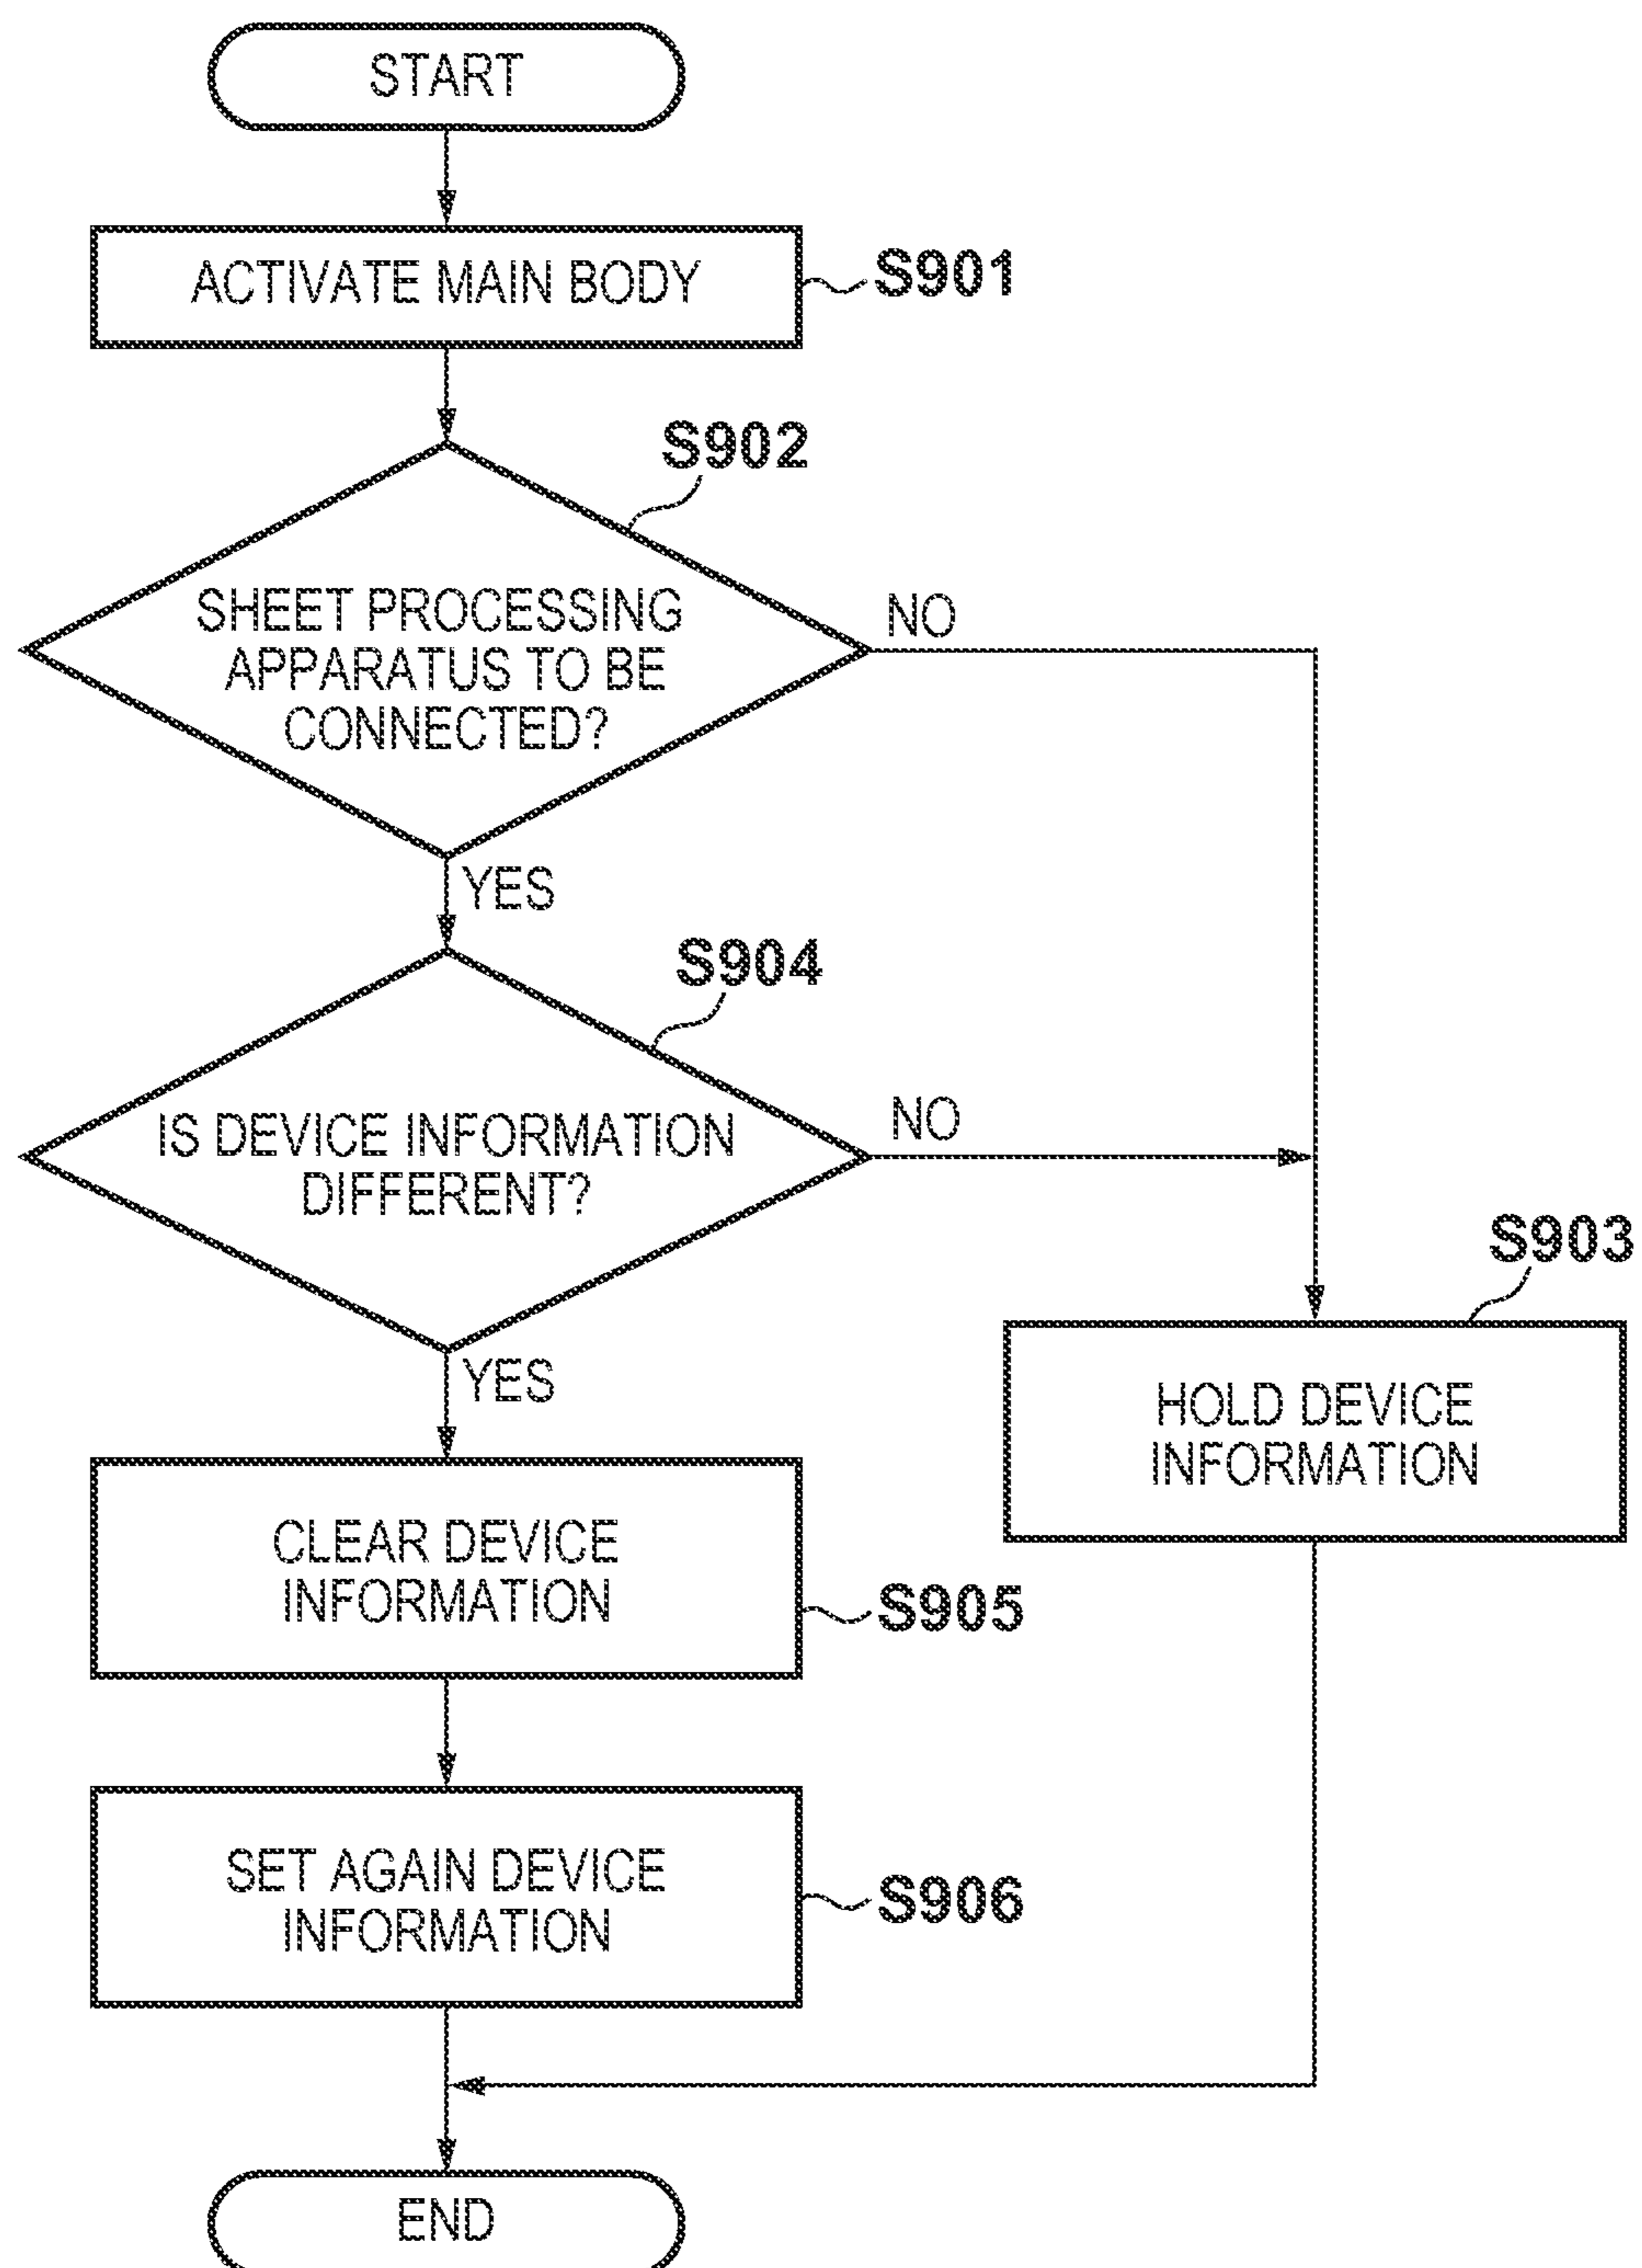 START
ACTIVATE MAIN BODY
S901
S902
SHEET PROCESSING
APPARATUS TO BE
CONNECTED?
NO
YES
S904
IS DEVICE INFORMATION
DIFFERENT?
NO
YES
S903
HOLD DEVICE
INFORMATION
CLEAR DEVICE
INFORMATION
S905
SET AGAIN DEVICE
INFORMATION
S906
END